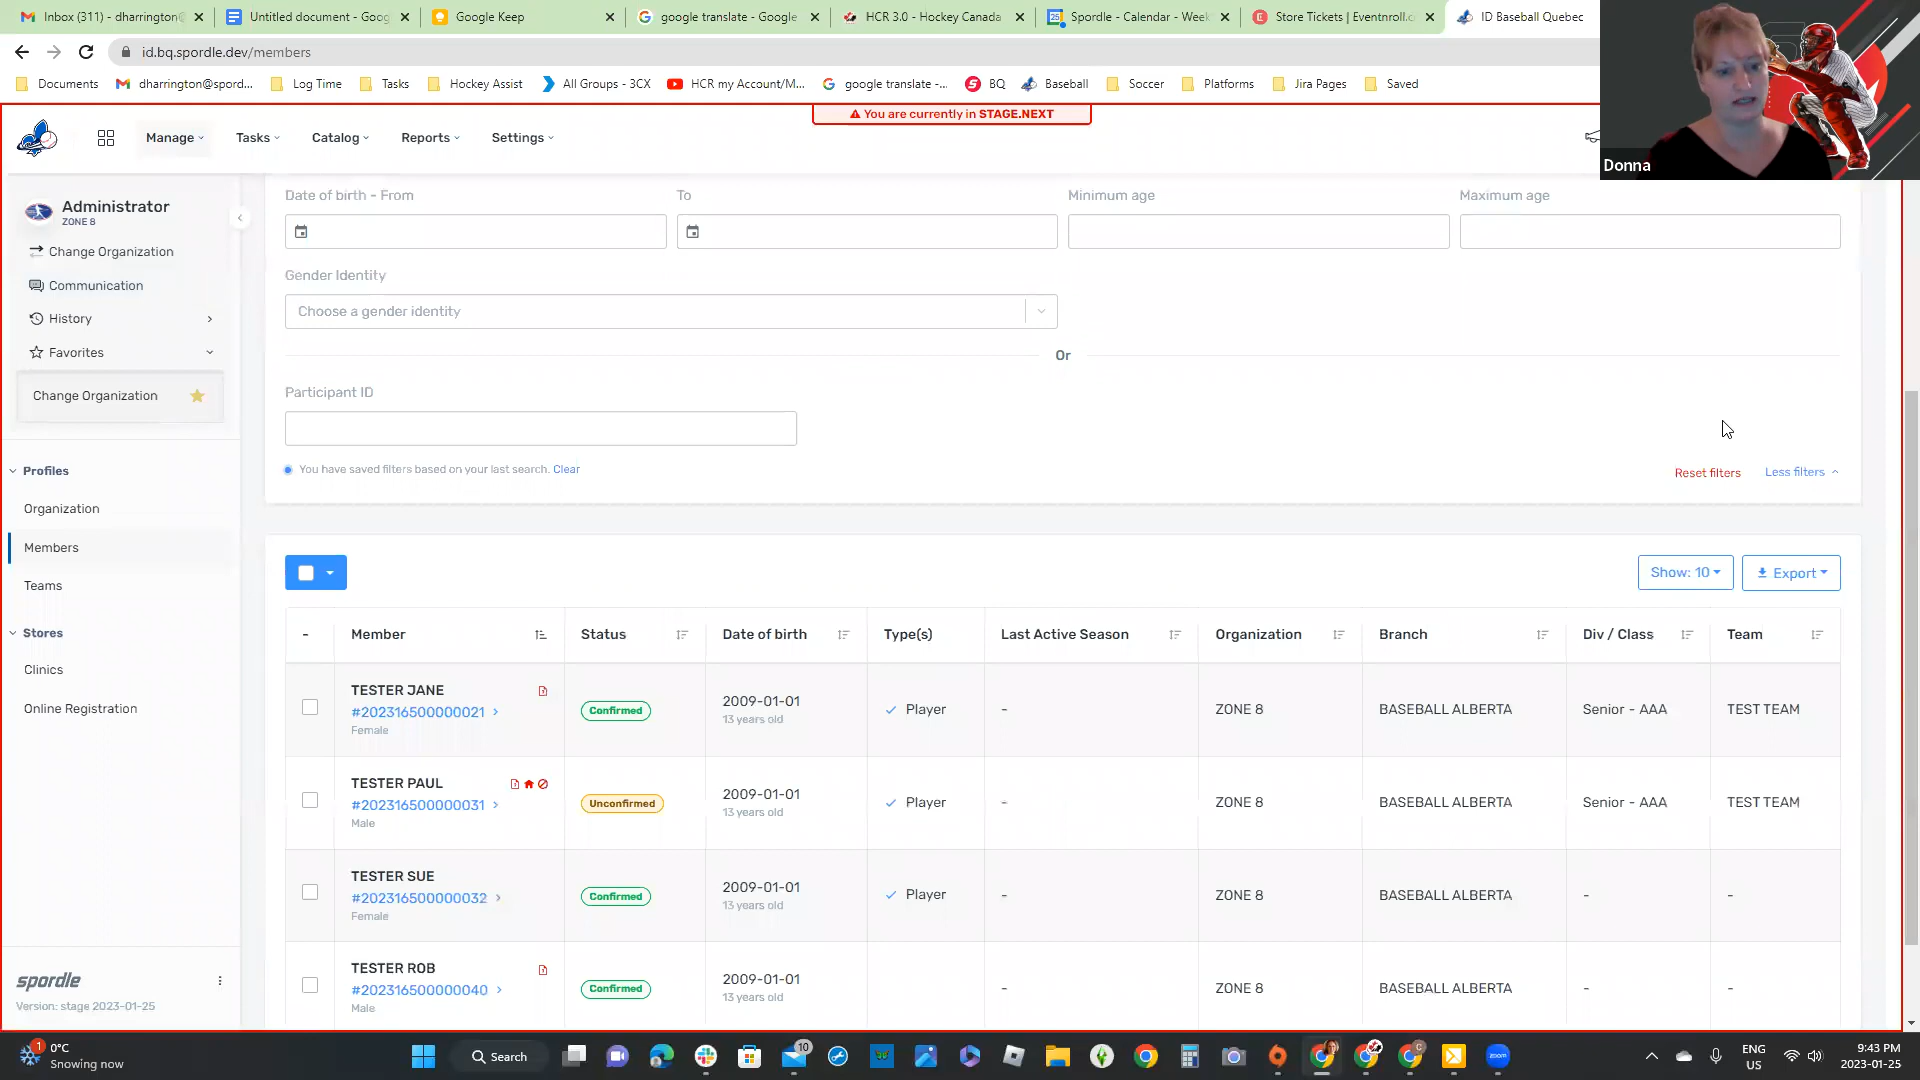 Inbox (311) - dharrington@
Untitled document - Goog
Google Keep
google translate - Google
HCR 3.0 - Hockey Canada
Spordle - Calendar - Week
Store Tickets | Eventnroll.c
ID Baseball Quebec
id.bq.spordle.dev/members
Documents
dharrington@spord...
Log Time
Tasks
Hockey Assist
All Groups - 3CX
HCR my Account/M...
google translate -...
BQ
Baseball
Soccer
Platforms
Jira Pages
Saved
You are currently in STAGE.NEXT
Manage
Tasks
Catalog
Reports
Settings
Donna
Administrator
ZONE 8
Change Organization
Communication
History
Favorites
Change Organization
Profiles
Organization
Members
Teams
Stores
Clinics
Online Registration
spordle
Version: stage 2023-01-25
Date of birth - From
To
Minimum age
Maximum age
Gender Identity
Choose a gender identity
Or
Participant ID
You have saved filters based on your last search. Clear
Reset filters
Less filters
Show: 10
Export
- Member Status Date of birth Type(s) Last Active Season Organization Branch Div / Class Team
TESTER JANE
#202316500000021
Female
Confirmed
2009-01-01
13 years old
Player
-
ZONE 8
BASEBALL ALBERTA
Senior - AAA
TEST TEAM
TESTER PAUL
#202316500000031
Male
Unconfirmed
2009-01-01
13 years old
Player
-
ZONE 8
BASEBALL ALBERTA
Senior - AAA
TEST TEAM
TESTER SUE
#202316500000032
Female
Confirmed
2009-01-01
13 years old
Player
-
ZONE 8
BASEBALL ALBERTA
-
-
TESTER ROB
#202316500000040
Male
Confirmed
2009-01-01
13 years old
-
ZONE 8
BASEBALL ALBERTA
-
-
1
0°C
Snowing now
Search
10
zoom
ENG
US
9:43 PM
2023-01-25